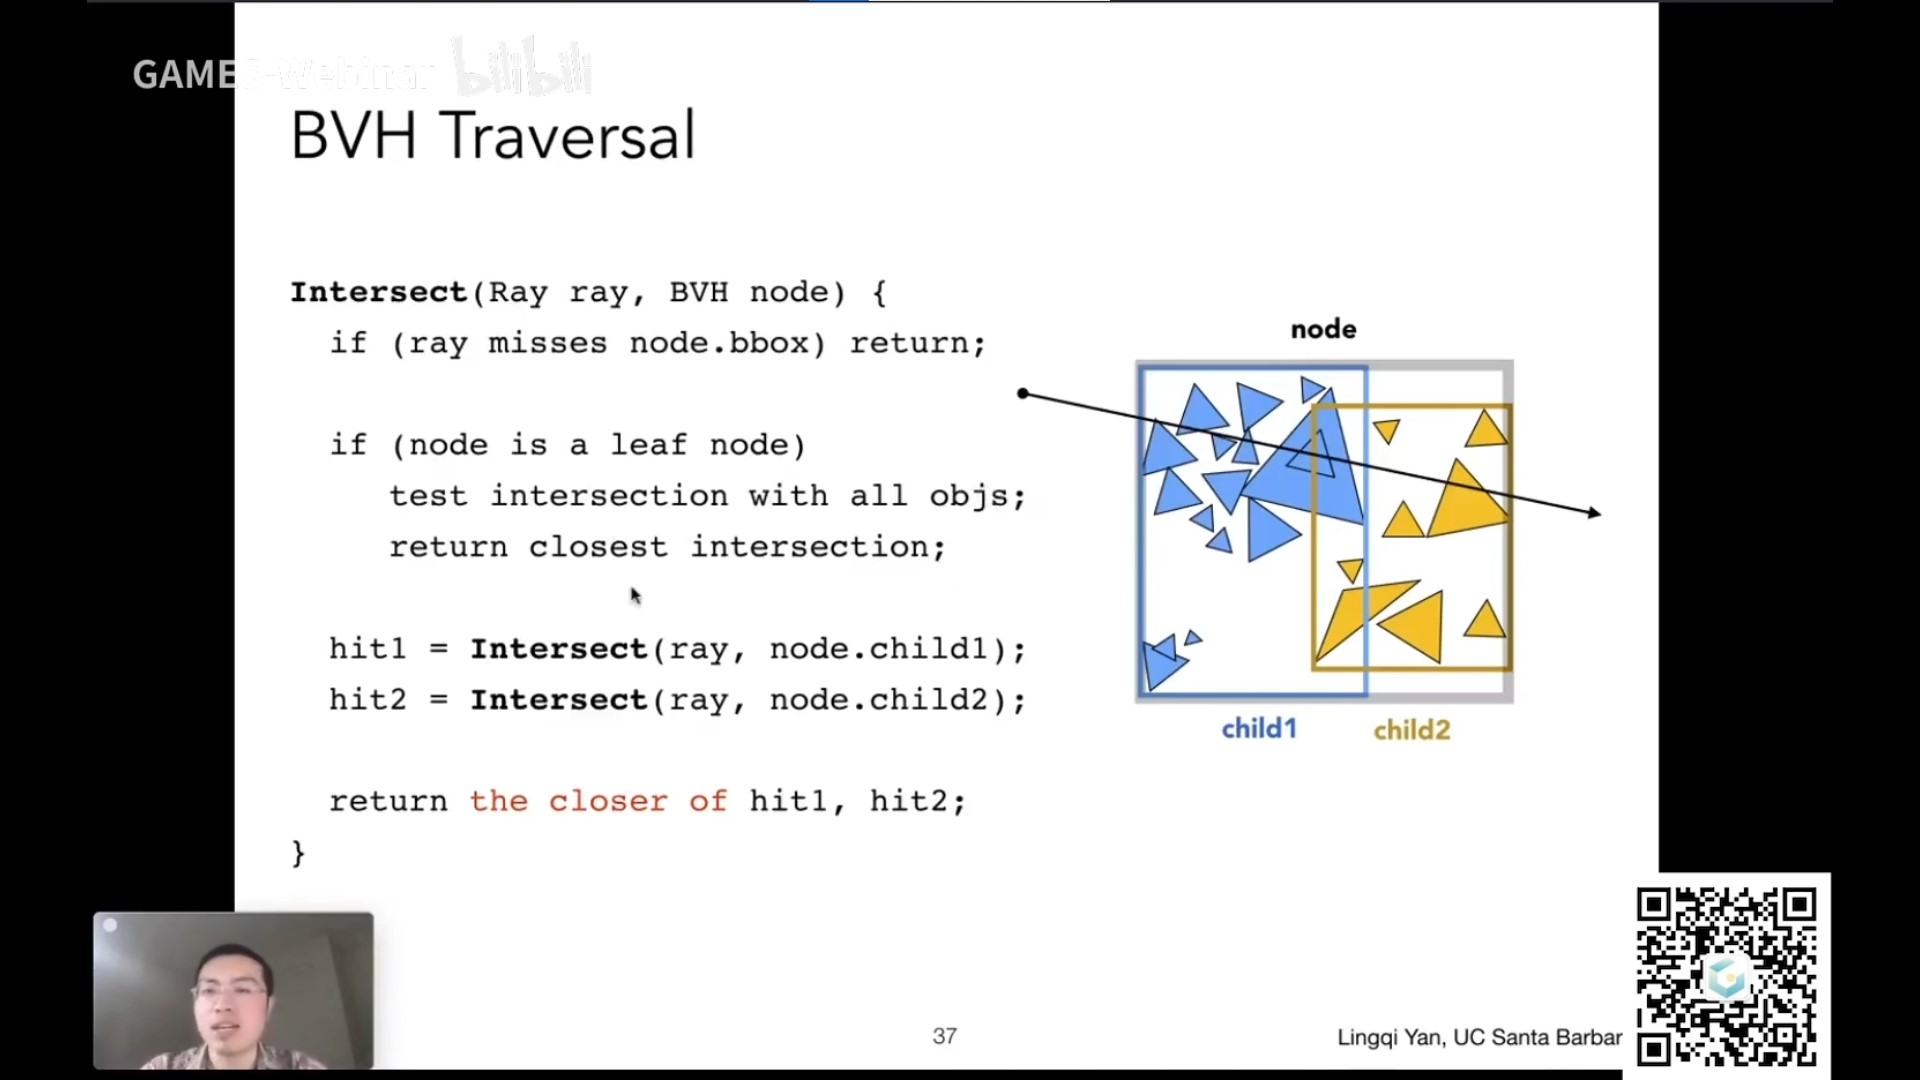 GAMES-Webinar bilibili
BVH Traversal
Intersect(Ray ray, BVH node) {
if (ray misses node.bbox) return;
if (node is a leaf node)
test intersection with all objs;
return closest intersection;
hit1 = Intersect(ray, node.child1);
hit2 = Intersect(ray, node.child2);
return the closer of hit1, hit2;
}
node
child1
child2
37
Lingqi Yan, UC Santa Barbar